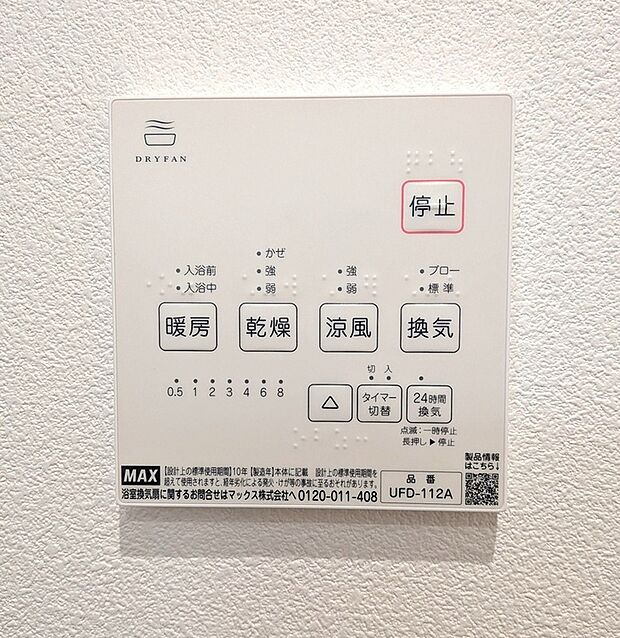 DRYFAN
停止
かぜ
入浴前 強 強 ブロー
入浴中 弱 弱 標準
暖房 乾燥 涼風 換気
切 入
0.5 1 2 3 4 6 8
△ タイマー切替 24時間換気
点滅:一時停止
長押し▶停止
製品情報はこちら↓
MAX
【設計上の標準使用期間】10年【製造年】本体に記載 設計上の標準使用期間を
超えて使用されますと、経年劣化による発火・けが等の事故に至るおそれがあります。
浴室換気扇に関するお問合せはマックス株式会社へ 0120-011-408
品番
UFD-112A